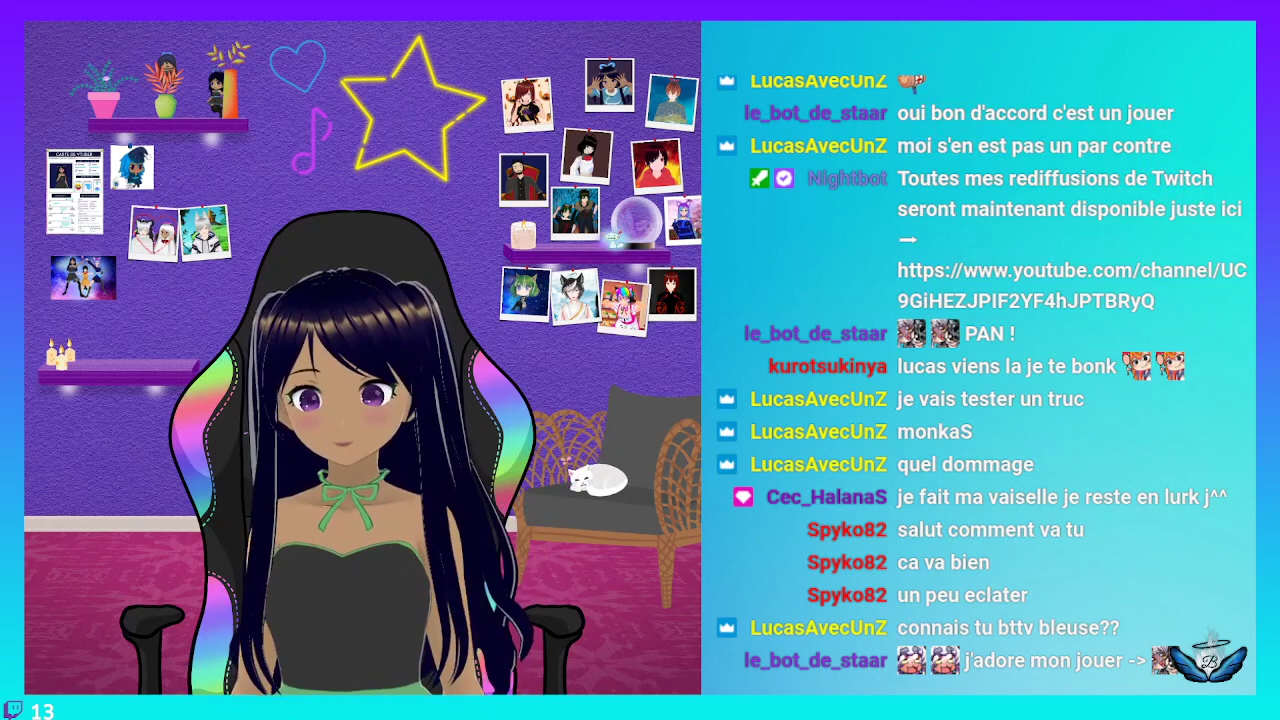 LucasAvecUnZ
le_bot_de_staar oui bon d'accord c'est un jouer
LucasAvecUnZ moi s'en est pas un par contre
Nightbot Toutes mes rediffusions de Twitch
seront maintenant disponible juste ici
→
https://www.youtube.com/channel/UC
9GiHEZJPIF2YF4hJPTBRyQ
le_bot_de_staar PAN !
kurotsukinya lucas viens la je te bonk
LucasAvecUnZ je vais tester un truc
LucasAvecUnZ monkaS
LucasAvecUnZ quel dommage
Cec_HalanaS je fait ma vaiselle je reste en lurk j^^
Spyko82 salut comment va tu
Spyko82 ca va bien
Spyko82 un peu eclater
LucasAvecUnZ connais tu bttv bleuse??
le_bot_de_staar j'adore mon jouer ->
B
13